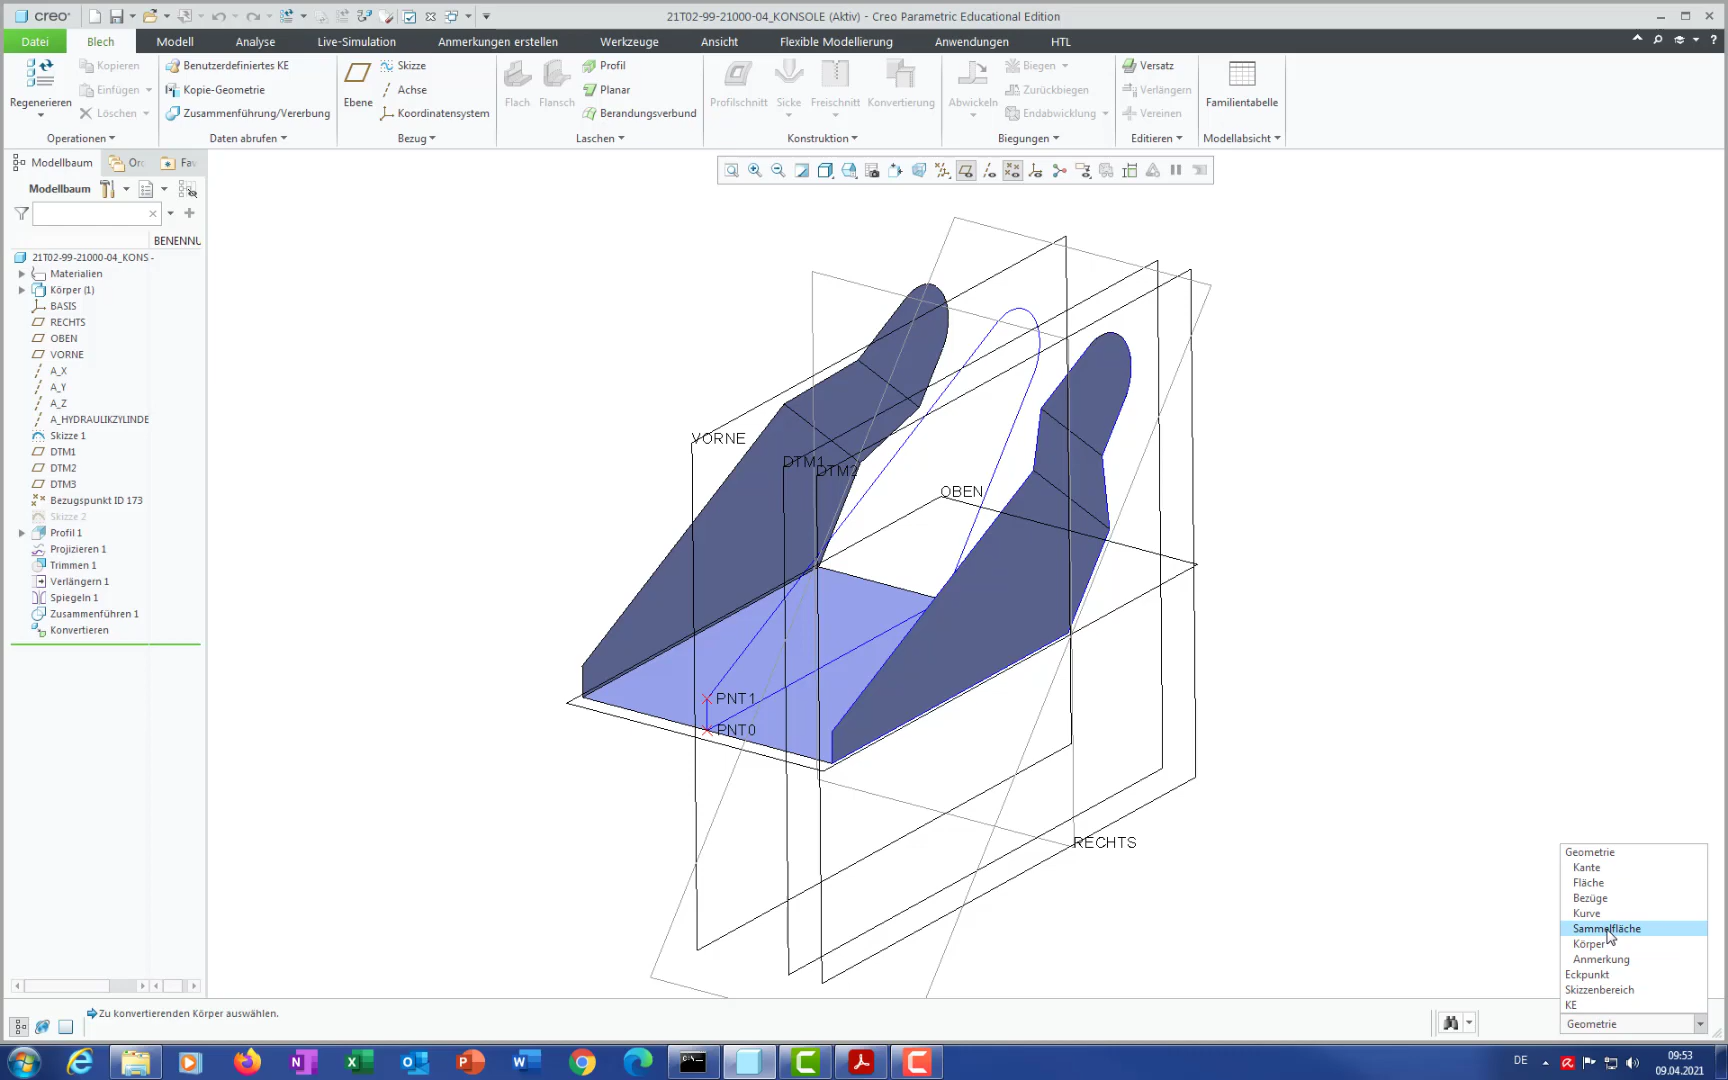 creo
21T02-99-21000-04_KONSOLE (Aktiv) - Creo Parametric Educational Edition
Datei
Blech
Modell
Analyse
Live-Simulation
Anmerkungen erstellen
Werkzeuge
Ansicht
Flexible Modellierung
Anwendungen
HTL
Regenerieren
Kopieren
Einfügen
Löschen
Operationen
Benutzerdefiniertes KE
Kopie-Geometrie
Zusammenführung/Vererbung
Daten abrufen
Ebene
Skizze
Achse
Koordinatensystem
Bezug
Flach
Flansch
Profil
Planar
Berandungsverbund
Laschen
Profilschnitt
Sicke
Freischnitt
Konvertierung
Konstruktion
Abwickeln
Biegen
Zurückbiegen
Endabwicklung
Biegungen
Versatz
Verlängern
Vereinen
Editieren
Familientabelle
Modellabsicht
Modellbaum
Or
Fav
Modellbaum
BENENNU
21T02-99-21000-04_KONS -
Materialien
Körper (1)
BASIS
RECHTS
OBEN
VORNE
A_X
A_Y
A_Z
A_HYDRAULIKZYLINDE
Skizze 1
DTM1
DTM2
DTM3
Bezugspunkt ID 173
Skizze 2
Profil 1
Projizieren 1
Trimmen 1
Verlängern 1
Spiegeln 1
Zusammenführen 1
Konvertieren
VORNE
DTM1
DTM2
OBEN
PNT1
PNT0
RECHTS
Geometrie
Kante
Fläche
Bezüge
Kurve
Sammelfläche
Körper
Anmerkung
Eckpunkt
Skizzenbereich
KE
Geometrie
Zu konvertierenden Körper auswählen.
DE
09:53
09.04.2021